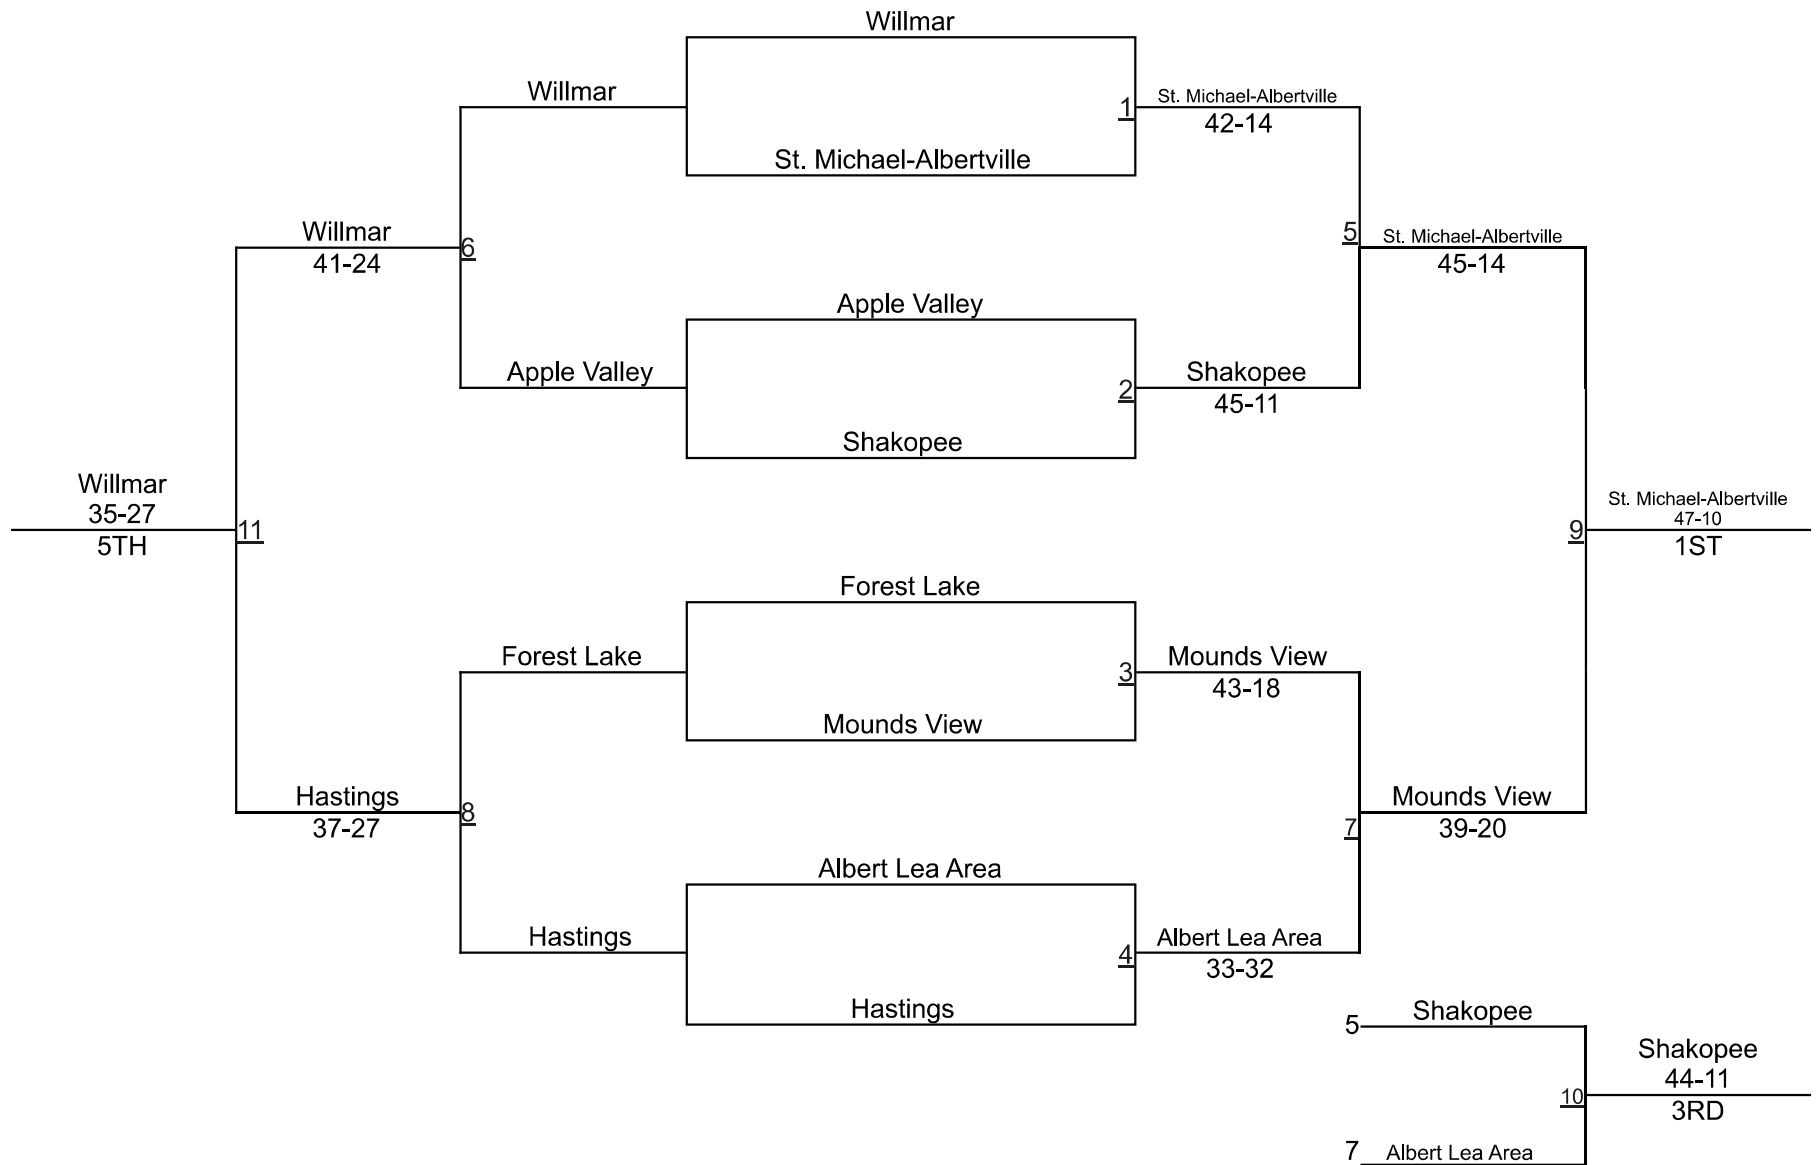 Willmar
Willmar
1
St. Michael-Albertville
42-14
St. Michael-Albertville
Willmar
41-24
6
5
St. Michael-Albertville
45-14
Apple Valley
Apple Valley
2
Shakopee
45-11
Shakopee
Willmar
35-27
5TH
11
9
St. Michael-Albertville
47-10
1ST
Forest Lake
Forest Lake
3
Mounds View
43-18
Mounds View
Hastings
37-27
8
7
Mounds View
39-20
Albert Lea Area
Hastings
4
Albert Lea Area
33-32
Hastings
5
Shakopee
10
Shakopee
44-11
3RD
7
Albert Lea Area